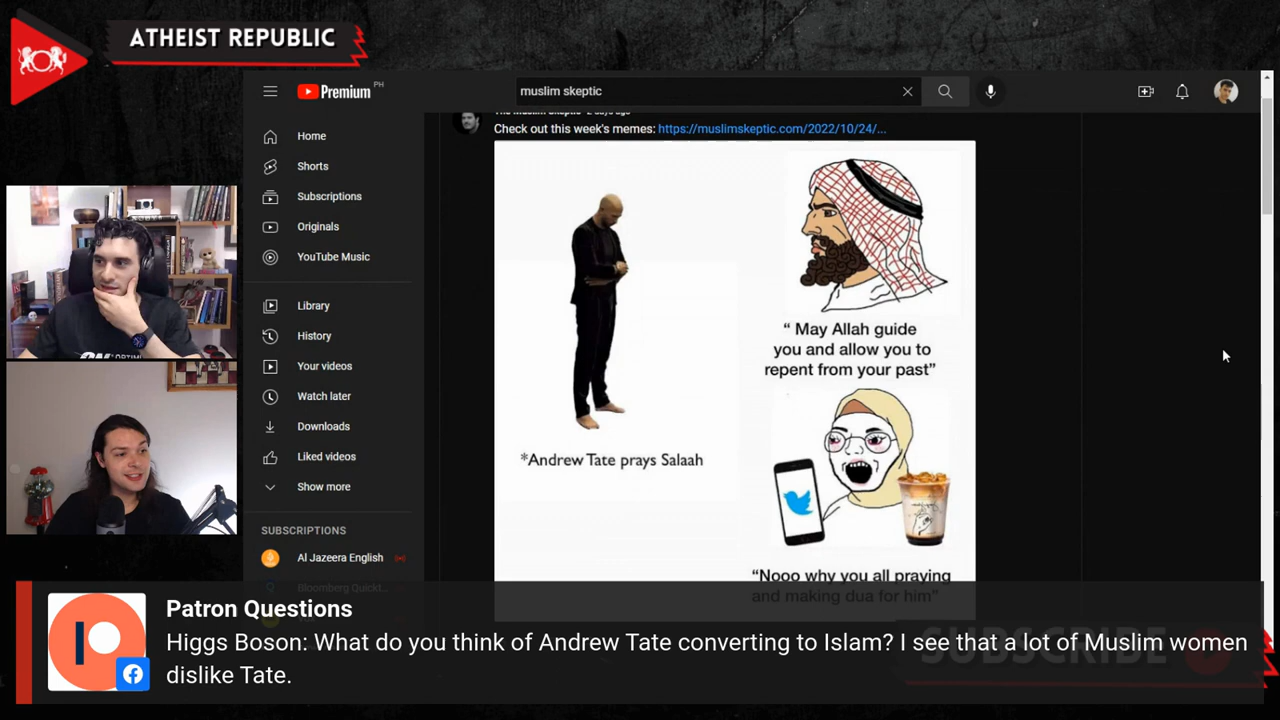 ATHEIST REPUBLIC
Premium
PH
muslim skeptic
Home
Shorts
Subscriptions
Originals
YouTube Music
Library
History
Your videos
Watch later
Downloads
Liked videos
Show more
SUBSCRIPTIONS
Al Jazeera English
Bloomberg Quickt...
Check out this week's memes: https://muslimskeptic.com/2022/10/24/...
*Andrew Tate prays Salaah
“ May Allah guide
you and allow you to
repent from your past”
“Nooo why you all praying
and making dua for him”
SUBSCRIBE
Patron Questions
Higgs Boson: What do you think of Andrew Tate converting to Islam? I see that a lot of Muslim women
dislike Tate.